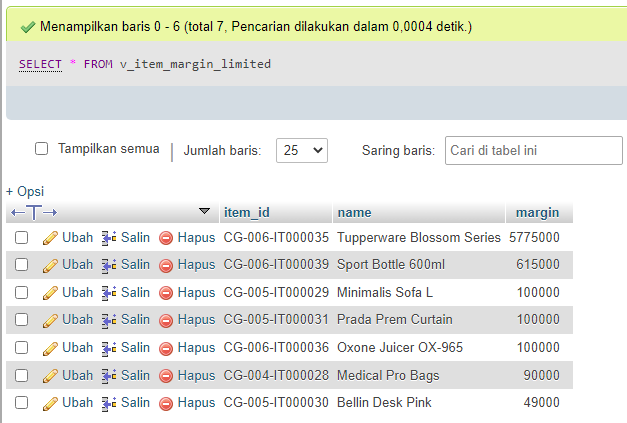 Menampilkan baris 0 - 6 (total 7, Pencarian dilakukan dalam 0,0004 detik.)
SELECT * FROM v_item_margin_limited
Tampilkan semua | Jumlah baris: 25 Saring baris: Cari di tabel ini
+ Opsi
←T→ item_id name margin
Ubah Salin Hapus CG-006-IT000035 Tupperware Blossom Series 5775000
Ubah Salin Hapus CG-006-IT000039 Sport Bottle 600ml 615000
Ubah Salin Hapus CG-005-IT000029 Minimalis Sofa L 100000
Ubah Salin Hapus CG-005-IT000031 Prada Prem Curtain 100000
Ubah Salin Hapus CG-006-IT000036 Oxone Juicer OX-965 100000
Ubah Salin Hapus CG-004-IT000028 Medical Pro Bags 90000
Ubah Salin Hapus CG-005-IT000030 Bellin Desk Pink 49000